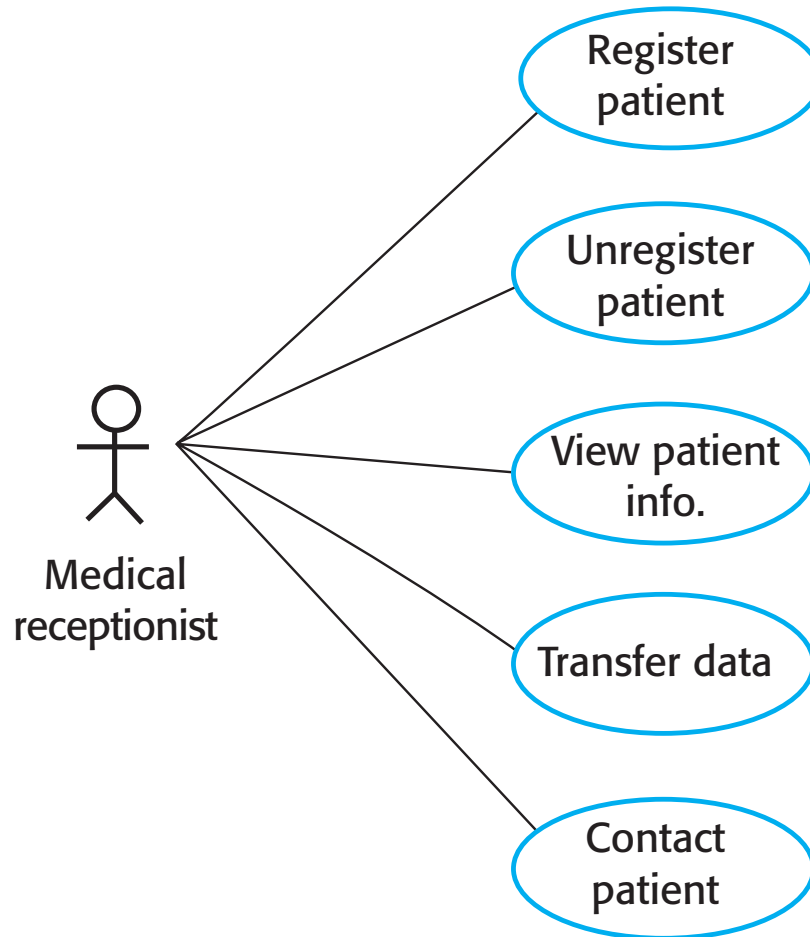 Register
patient
Unregister
patient
View patient
info.
Medical
receptionist
Transfer data
Contact
patient